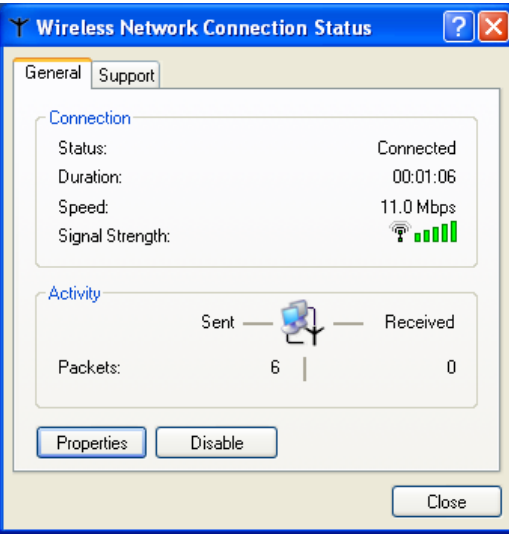 Wireless Network Connection Status
General Support
Connection
Status: Connected
Duration: 00:01:06
Speed: 11.0 Mbps
Signal Strength:
Activity
Sent Received
Packets: 6 0
Properties Disable
Close